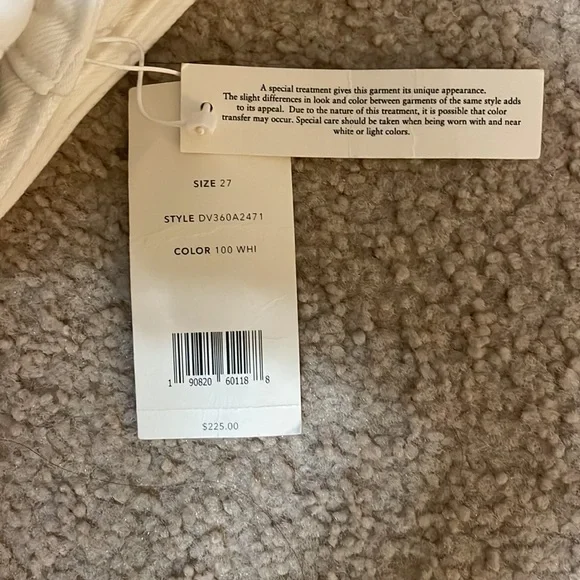 A special treatment gives this garment its unique appearance.
The slight differences in look and color between garments of the same style adds
to its appeal. Due to the nature of this treatment, it is possible that color
transfer may occur. Special care should be taken when being worn with and near
white or light colors.
SIZE 27
STYLE DV360A2471
COLOR 100 WHI
1 90820 60118 8
$225.00